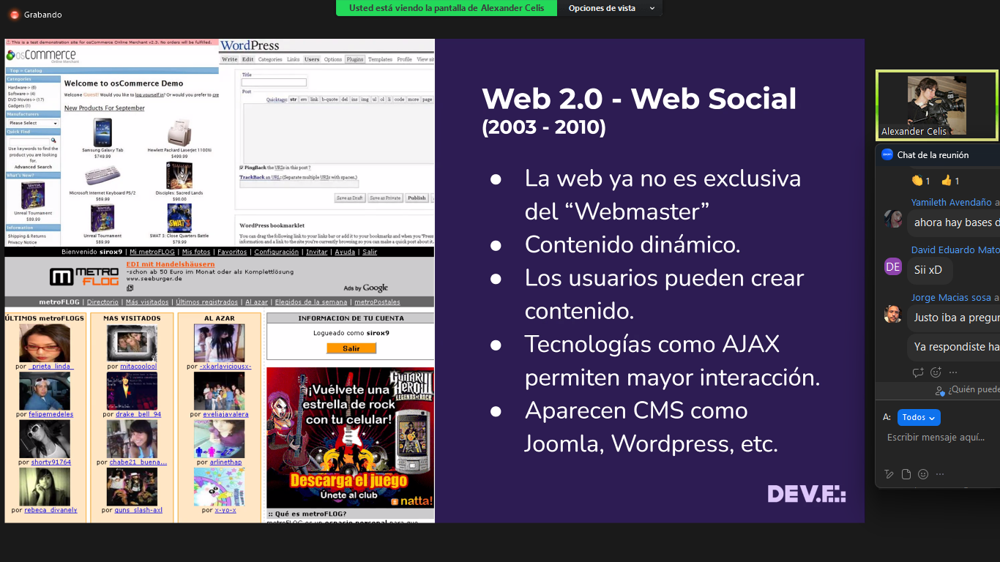 Grabando
Usted está viendo la pantalla de Alexander Celis
Opciones de vista
This is a test demonstration site for osCommerce Online Merchant v2.3. No orders will be fulfilled.
osCommerce
Online Merchant
Top » Catalog
Categories
Hardware-> (6)
Software-> (4)
DVD Movies-> (17)
Gadgets (1)
Manufacturers
Please Select
Quick Find
Use keywords to find the
product you are looking
for.
Advanced Search
What's New?
Unreal Tournament
$89.99
Information
Shipping & Returns
Privacy Notice
Welcome to osCommerce Demo
Welcome Guest! Would you like to log yourself in? Or would you prefer to cre
New Products For September
Samsung Galaxy Tab
$749.99
Hewlett Packard LaserJet 1100Xi
$499.99
Microsoft Internet Keyboard PS/2
$69.99
Disciples: Sacred Lands
$90.00
Unreal Tournament
$89.99
SWAT 3: Close Quarters Battle
$79.99
WordPress
Write Edit Categories Links Users Options Plugins Templates Profile View sit
Title
Post
Quicktags: str em link b-quote del ins img ul ol li code more page
PingBack the URIs in this post ?
TrackBack an URL: (Separate multiple URLs with spaces.)
Save as Draft Save as Private Publish
WordPress bookmarklet
You can drag the following link to your links bar or add it to your bookmarks and when you "Press
information and a link to the site you're currently browsing so you can make a quick post about it.
Bienvenido sirox9 | Mi metroFLOG | Mis fotos | Favoritos | Configuración | Invitar | Ayuda | Salir
METRO
FLOG
EDI mit Handelshäusern
-schon ab 50 Euro im Monat oder als Komplettlösung
www.seeburger.de
Ads by Google
metroFLOG | Directorio | Más visitados | Últimos registrados | Al azar | Elegidos de la semana | metroPostales
ÚLTIMOS metroFLOGS
por _prieta_linda_
por felipemedeles
por shorty91764
por rebeca_divanely
MAS VISITADOS
por mitacoolool
por drake_bell_94
por chabe21_buena...
por guns_slash-axl
AL AZAR
por -xkarlaviciousx-
por eveliajavalera
por arlinethap
por x-yo-x
INFORMACION DE TU CUENTA
Logueado como sirox9
Salir
¡Vuélvete una
estrella de rock
con tu celular!
GUITAR HERO III
LEGENDS OF ROCK
Descarga el juego
Únete al club
natta!
:: Qué es metroFLOG?
metroFLOG es un espacio personal para que
Web 2.0 - Web Social
(2003 - 2010)
● La web ya no es exclusiva
del “Webmaster”
● Contenido dinámico.
● Los usuarios pueden crear
contenido.
● Tecnologías como AJAX
permiten mayor interacción.
● Aparecen CMS como
Joomla, Wordpress, etc.
DEV.F.:
Alexander Celis
zoom
Chat de la reunión
👏 1 👍 1
Yamileth Avendaño a
ahora hay bases d
David Eduardo Mato
DE
Sii xD
Jorge Macias sosa a
Justo iba a pregun
Ya respondiste ha
¿Quién puede
A: Todos
Escribir mensaje aquí...